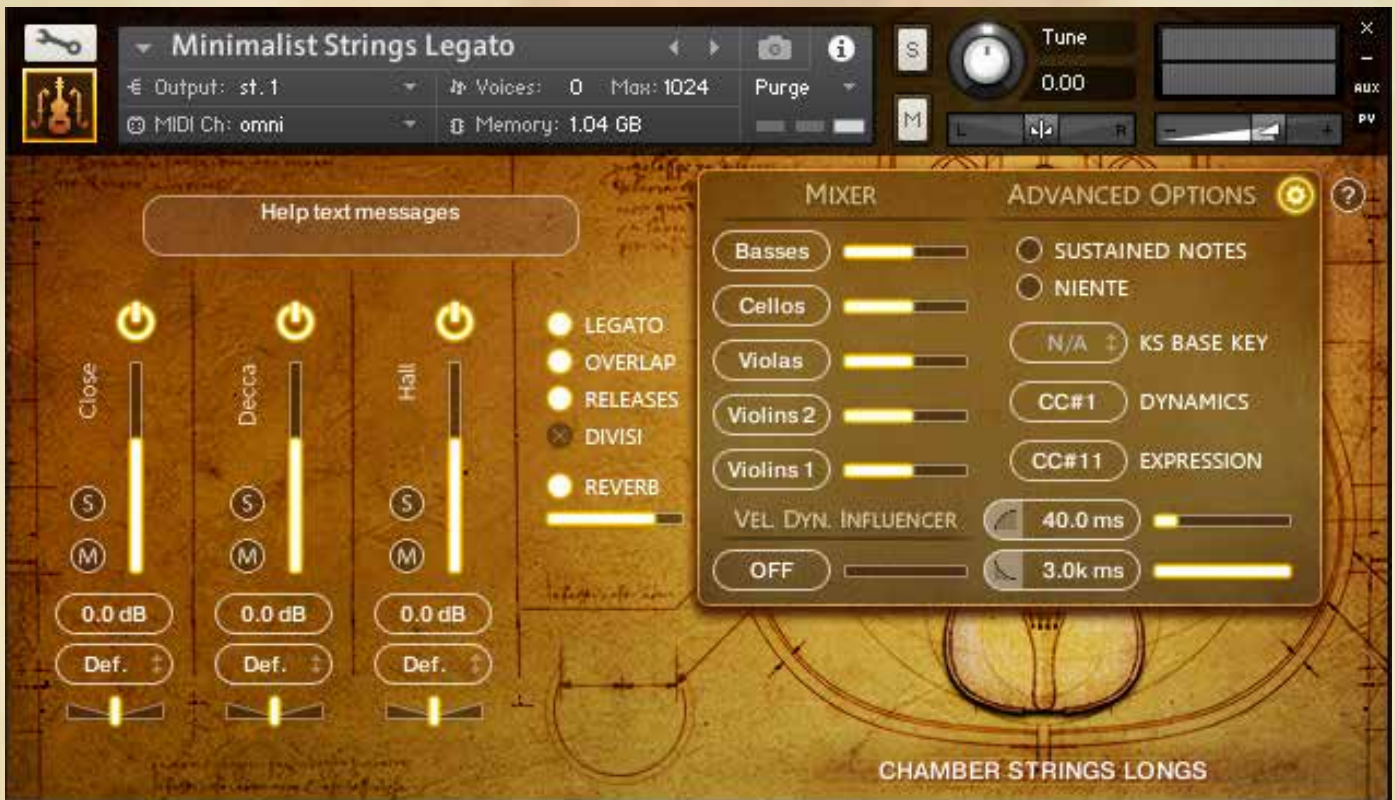 Minimalist Strings Legato
Output: st. 1
Voices: 0 Max: 1024
Purge
MIDI Ch: omni
Memory: 1.04 GB
S
M
Tune
0.00
L R
- +
X
-
AUX
PV
Help text messages
Close
Decca
Hall
S
M
S
M
S
M
0.0 dB
0.0 dB
0.0 dB
Def.
Def.
Def.
LEGATO
OVERLAP
RELEASES
DIVISI
REVERB
MIXER
Basses
Cellos
Violas
Violins 2
Violins 1
VEL. DYN. INFLUENCER
OFF
ADVANCED OPTIONS
?
SUSTAINED NOTES
NIENTE
N/A KS BASE KEY
CC#1 DYNAMICS
CC#11 EXPRESSION
40.0 ms
3.0k ms
CHAMBER STRINGS LONGS